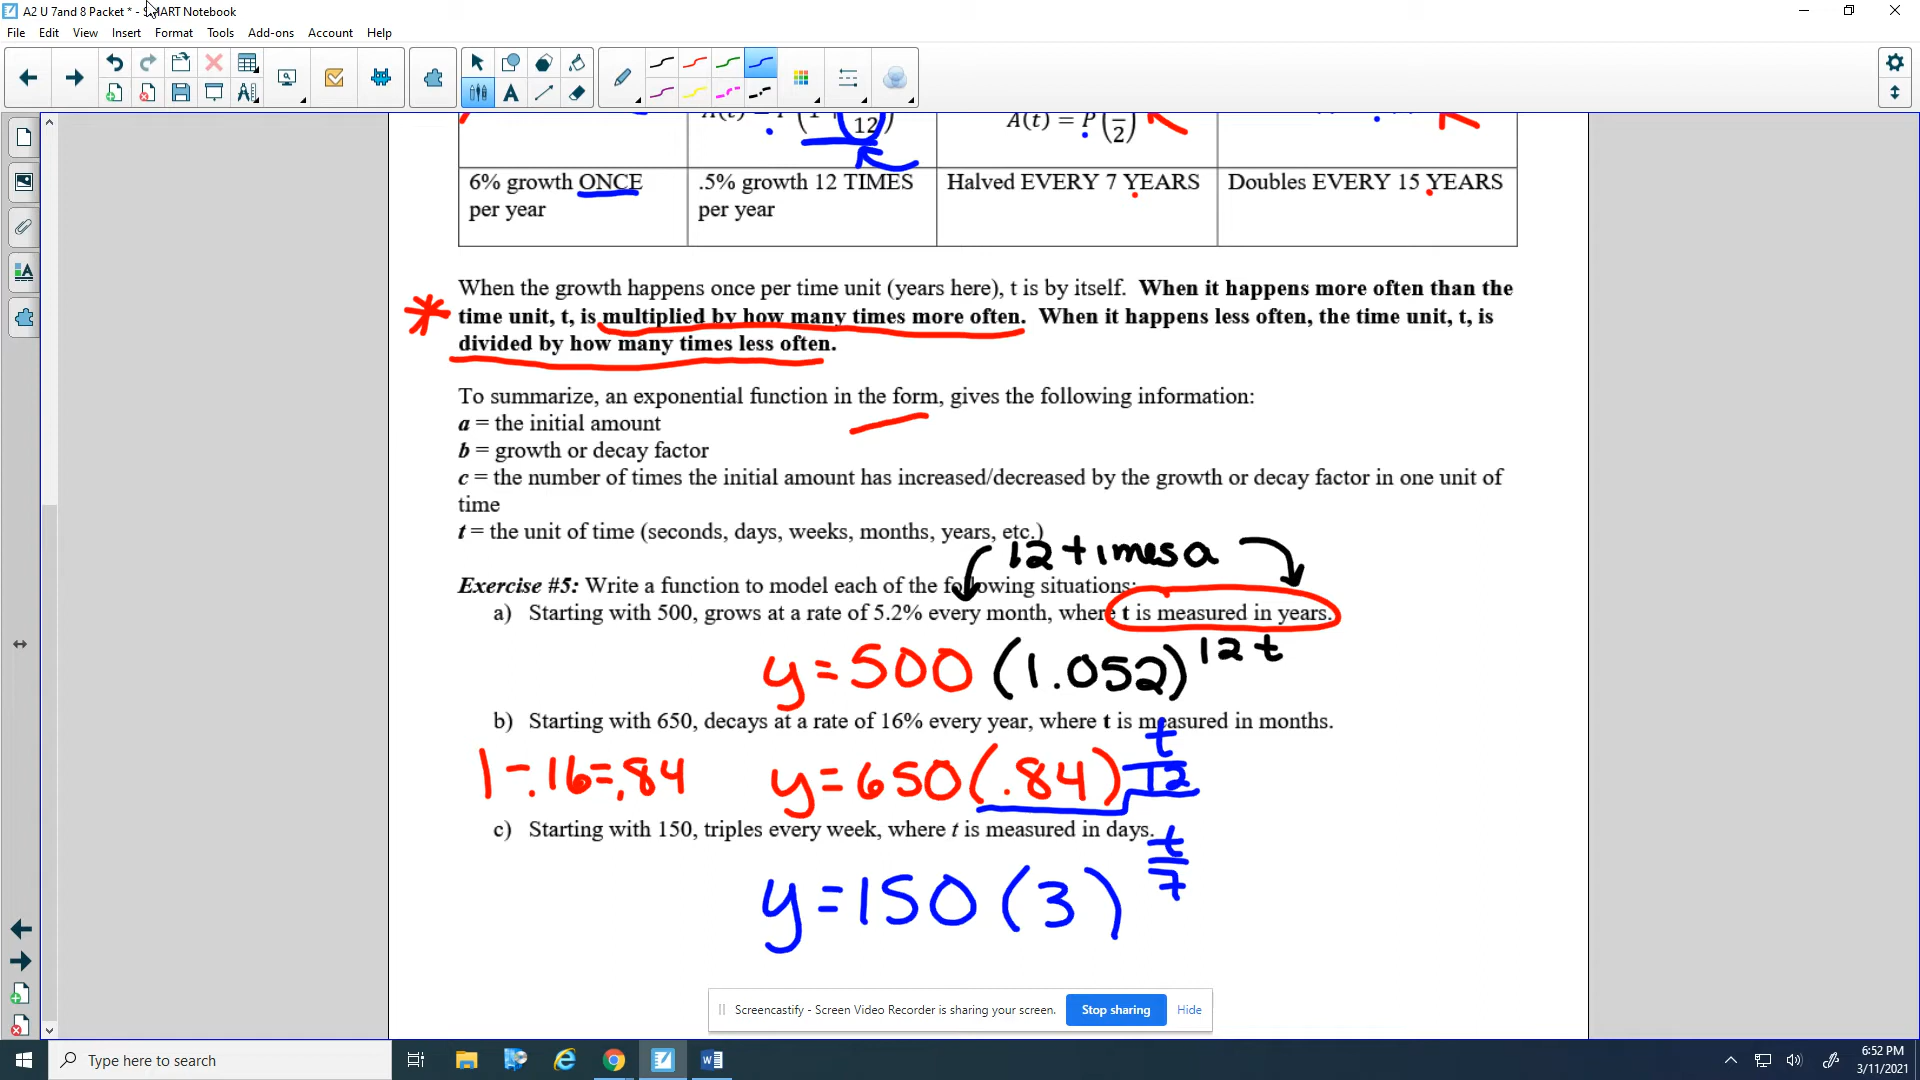 A2 U 7and 8 Packet * - SMART Notebook
File Edit View Insert Format Tools Add-ons Account Help
12
A(t) = P ( 2 )
6% growth ONCE per year
.5% growth 12 TIMES per year
Halved EVERY 7 YEARS
Doubles EVERY 15 YEARS
When the growth happens once per time unit (years here), t is by itself. When it happens more often than the
* time unit, t, is multiplied by how many times more often. When it happens less often, the time unit, t, is
divided by how many times less often.
To summarize, an exponential function in the form, gives the following information:
a = the initial amount
b = growth or decay factor
c = the number of times the initial amount has increased/decreased by the growth or decay factor in one unit of
time
t = the unit of time (seconds, days, weeks, months, years, etc.)
12 times a
Exercise #5: Write a function to model each of the following situations:
a) Starting with 500, grows at a rate of 5.2% every month, where t is measured in years.
y = 500 (1.052)^12t
b) Starting with 650, decays at a rate of 16% every year, where t is measured in months.
1 - .16 = .84 y = 650 (.84)^t/12
c) Starting with 150, triples every week, where t is measured in days.
y = 150 (3)^t/7
Screencastify - Screen Video Recorder is sharing your screen. Stop sharing Hide
Type here to search
6:52 PM
3/11/2021